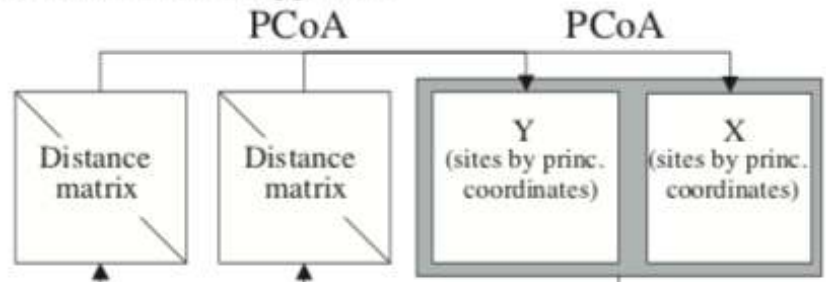 PCoA
PCoA
Distance
matrix
Distance
matrix
Y
(sites by princ.
coordinates)
X
(sites by princ.
coordinates)